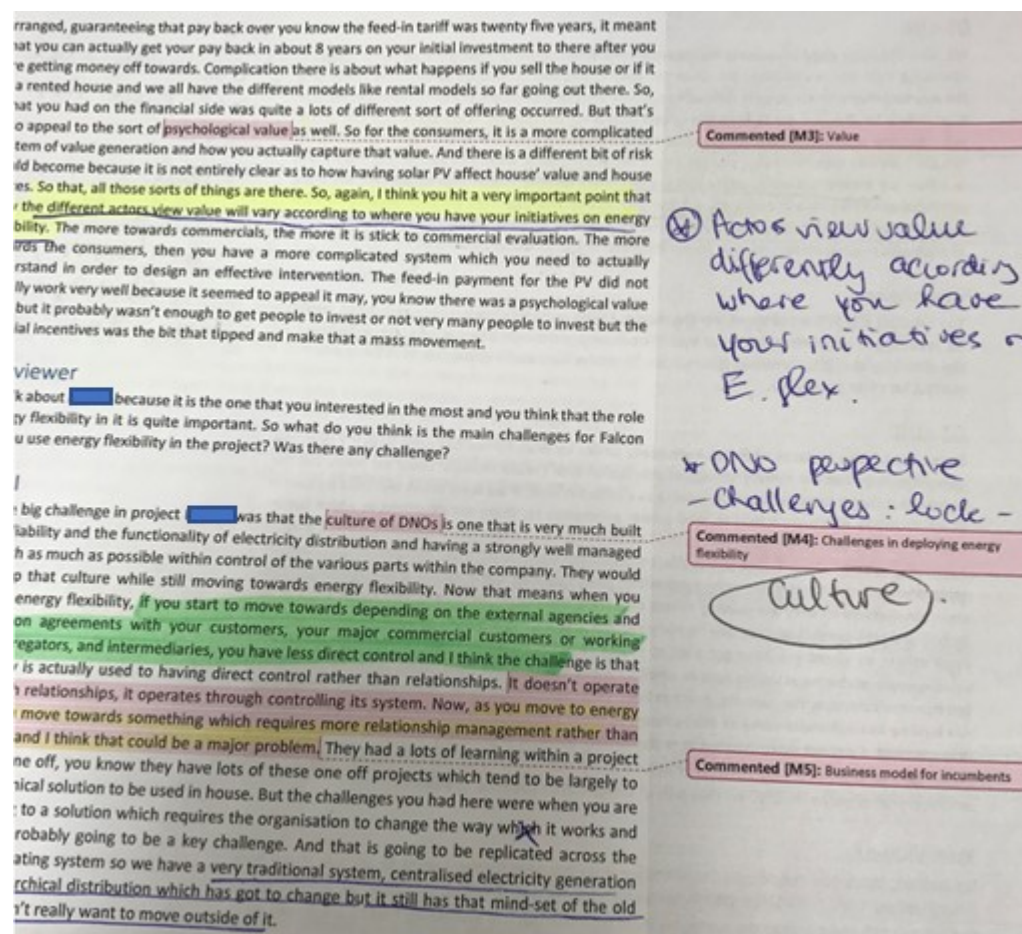 rranged, guaranteeing that pay back over you know the feed-in tariff was twenty five years, it meant
at you can actually get your pay back in about 8 years on your initial investment to there after you
e getting money off towards. Complication there is about what happens if you sell the house or if it
a rented house and we all have the different models like rental models so far going out there. So,
at you had on the financial side was quite a lots of different sort of offering occurred. But that's
o appeal to the sort of psychological value as well. So for the consumers, it is a more complicated
tem of value generation and how you actually capture that value. And there is a different bit of risk
ld become because it is not entirely clear as to how having solar PV affect house' value and house
es. So that, all those sorts of things are there. So, again, I think you hit a very important point that
the different actors view value will vary according to where you have your initiatives on energy
bility. The more towards commercials, the more it is stick to commercial evaluation. The more
rds the consumers, then you have a more complicated system which you need to actually
rstand in order to design an effective intervention. The feed-in payment for the PV did not
lly work very well because it seemed to appeal it may, you know there was a psychological value
but it probably wasn't enough to get people to invest or not very many people to invest but the
ial incentives was the bit that tipped and make that a mass movement.
Commented [M3]: Value
Actos view value
differently according
where you have
your initiatives o
E. flex.
viewer
k about because it is the one that you interested in the most and you think that the role
y flexibility in it is quite important. So what do you think is the main challenges for Falcon
u use energy flexibility in the project? Was there any challenge?
* DNO perspective
- challenges: lock -
l
big challenge in project was that the culture of DNOs is one that is very much built
iability and the functionality of electricity distribution and having a strongly well managed
h as much as possible within control of the various parts within the company. They would
p that culture while still moving towards energy flexibility. Now that means when you
energy flexibility, if you start to move towards depending on the external agencies and
on agreements with your customers, your major commercial customers or working
egators, and intermediaries, you have less direct control and I think the challenge is that
is actually used to having direct control rather than relationships. It doesn't operate
h relationships, it operates through controlling its system. Now, as you move to energy
move towards something which requires more relationship management rather than
and I think that could be a major problem. They had a lots of learning within a project
ne off, you know they have lots of these one off projects which tend to be largely to
nical solution to be used in house. But the challenges you had here were when you are
to a solution which requires the organisation to change the way which it works and
robably going to be a key challenge. And that is going to be replicated across the
ating system so we have a very traditional system, centralised electricity generation
rchical distribution which has got to change but it still has that mind-set of the old
n't really want to move outside of it.
Commented [M4]: Challenges in deploying energy
flexibility
Culture
Commented [M5]: Business model for incumbents